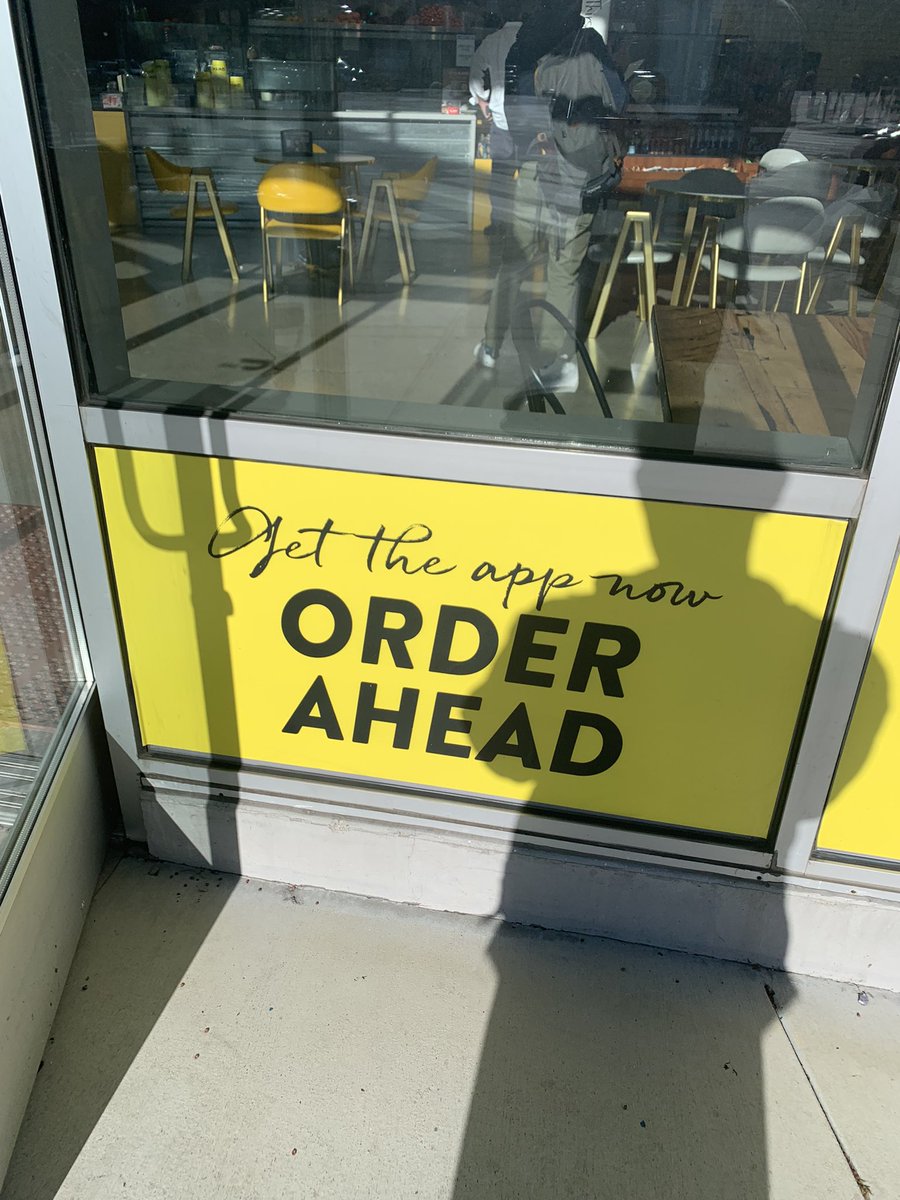 Get the app now
ORDER
AHEAD